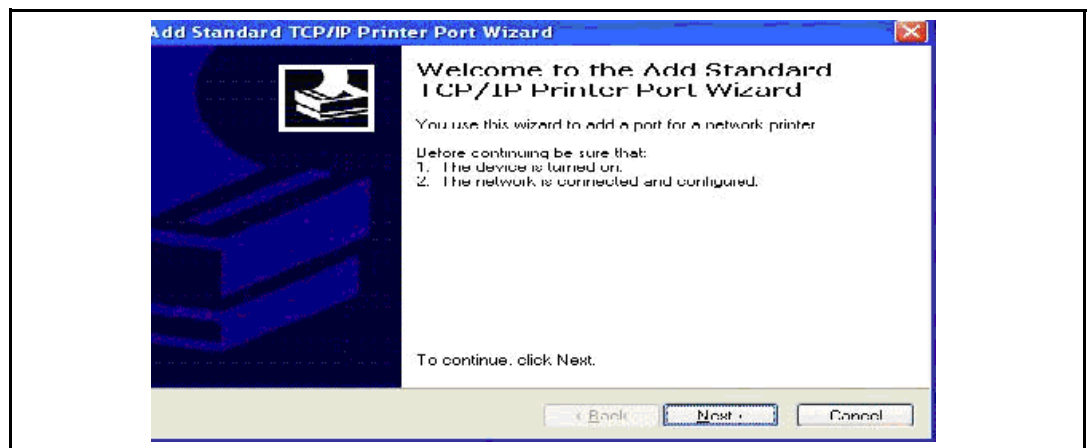 Add Standard TCP/IP Printer Port Wizard
Welcome to the Add Standard
TCP/IP Printer Port Wizard
You use this wizard to add a port for a network printer
Before continuing be sure that:
1. The device is turned on.
2. The network is connected and configured.
To continue, click Next.
< Back Next > Cancel